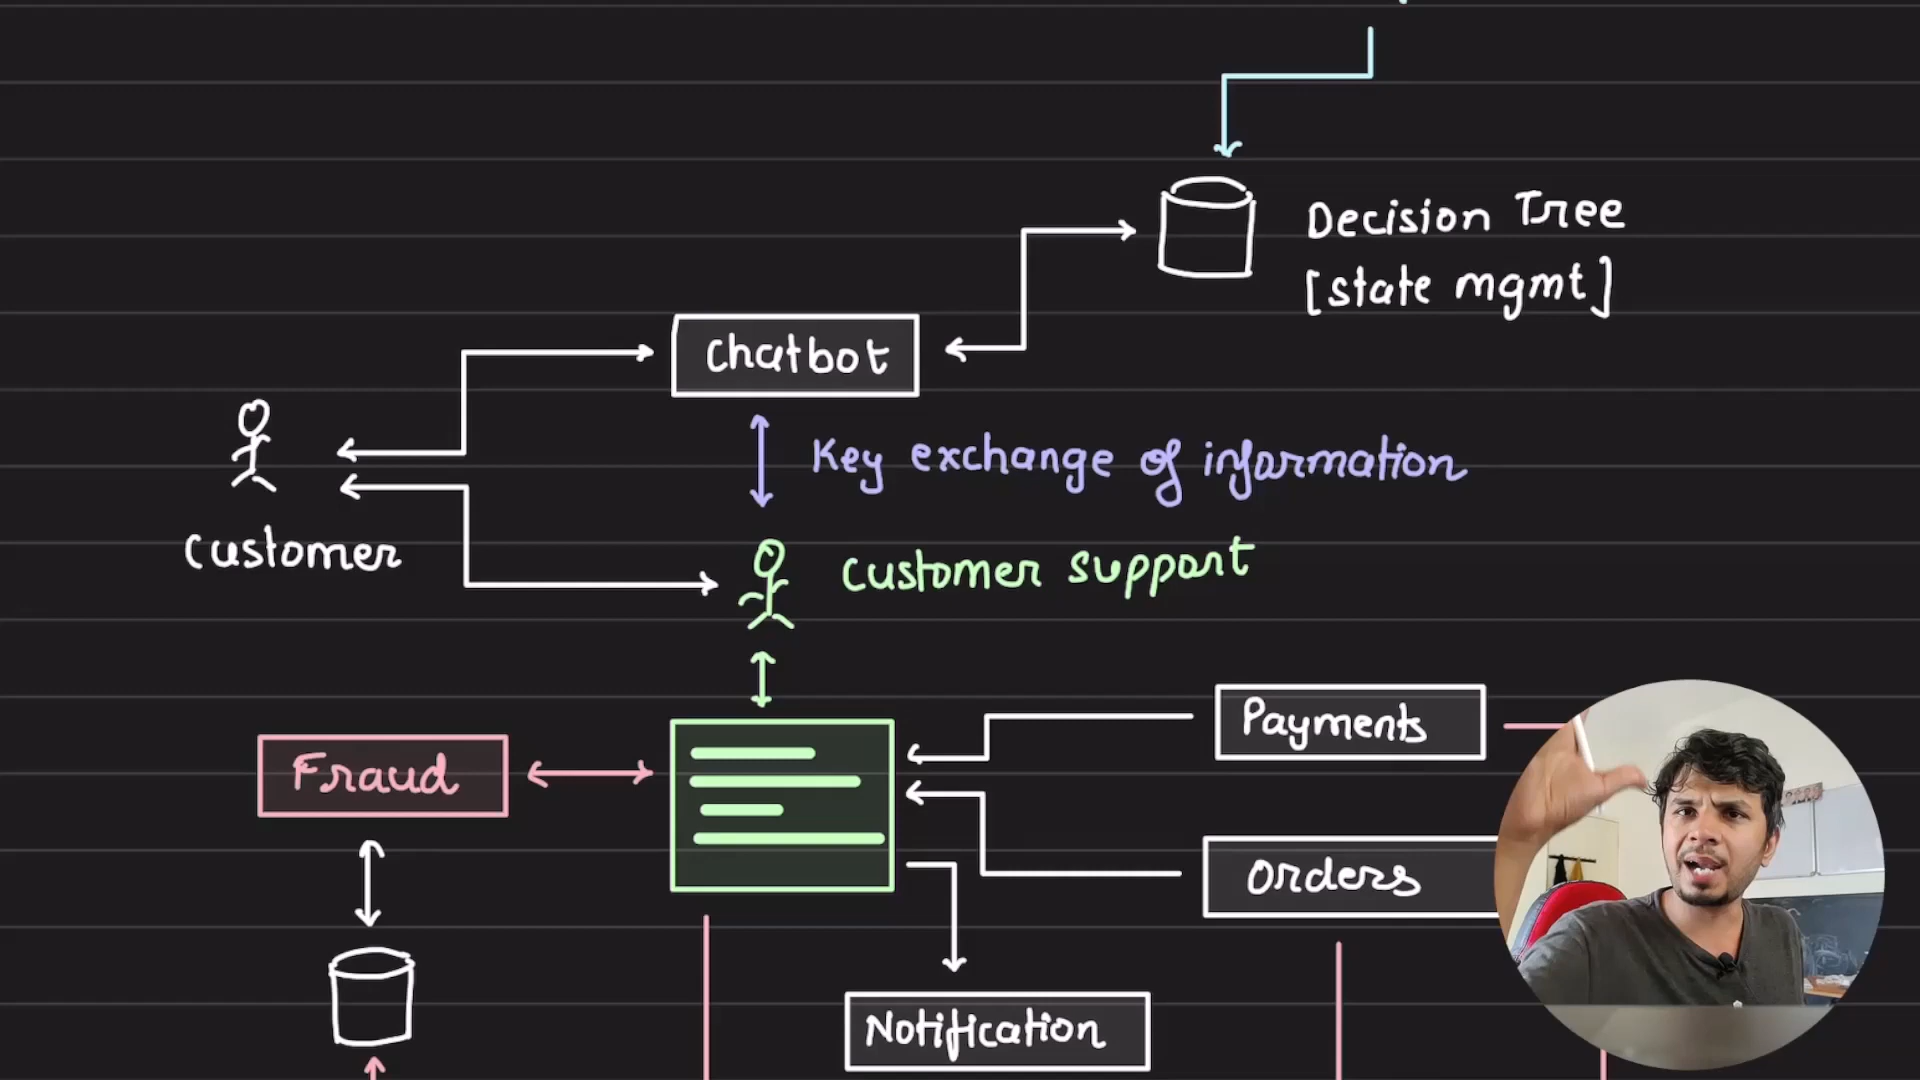 Decision Tree
[state mgmt]
Chatbot
Key exchange of information
customer
customer support
Payments
Fraud
Orders
Notification